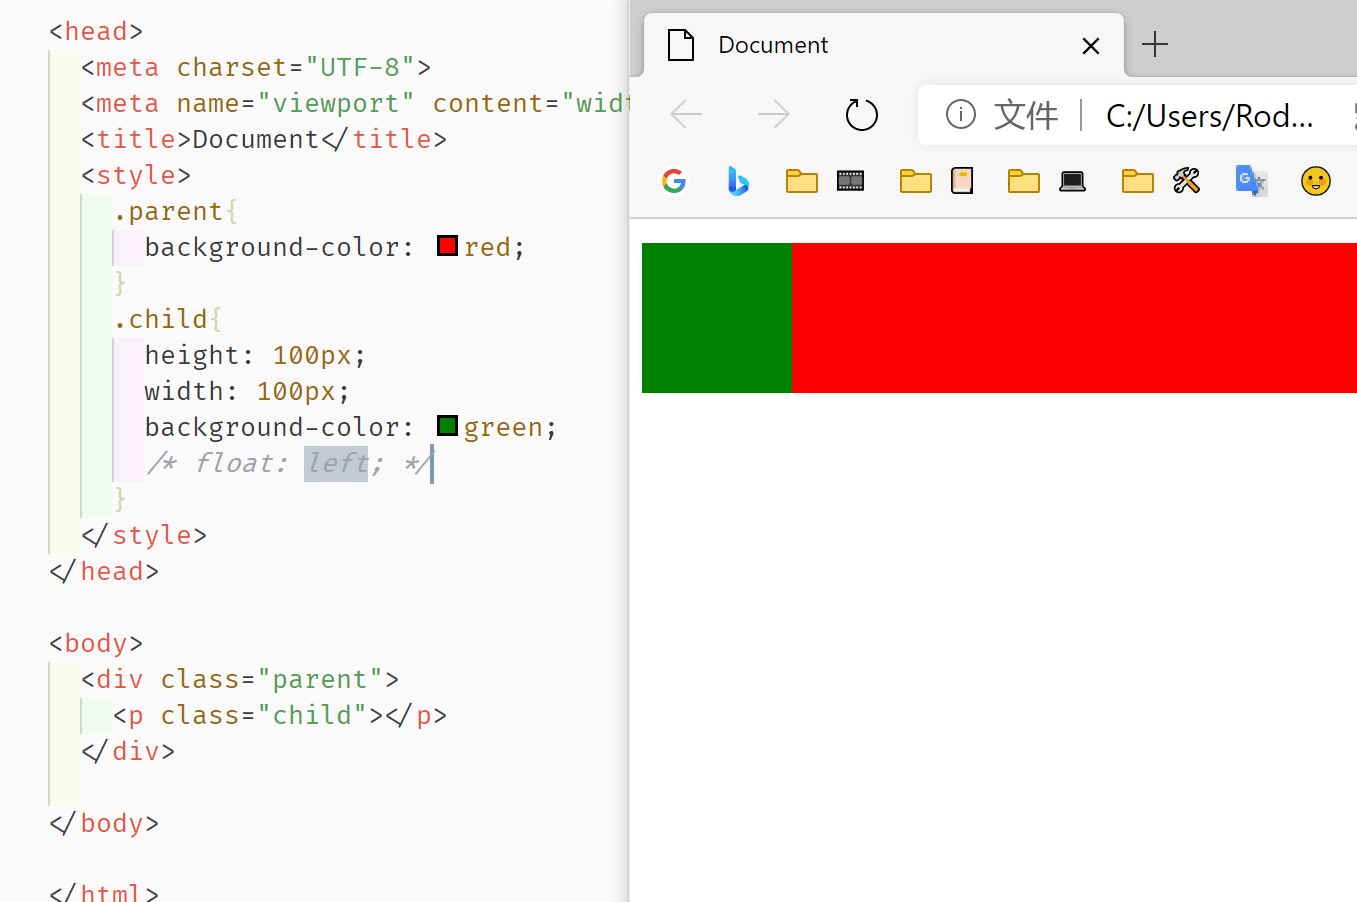 <head>
<meta charset="UTF-8">
<meta name="viewport" content="widt
<title>Document</title>
<style>
.parent{
background-color: red;
}
.child{
height: 100px;
width: 100px;
background-color: green;
/* float: left; */
}
</style>
</head>
<body>
<div class="parent">
<p class="child"></p>
</div>
</body>
</html>
Document
文件 C:/Users/Rod...